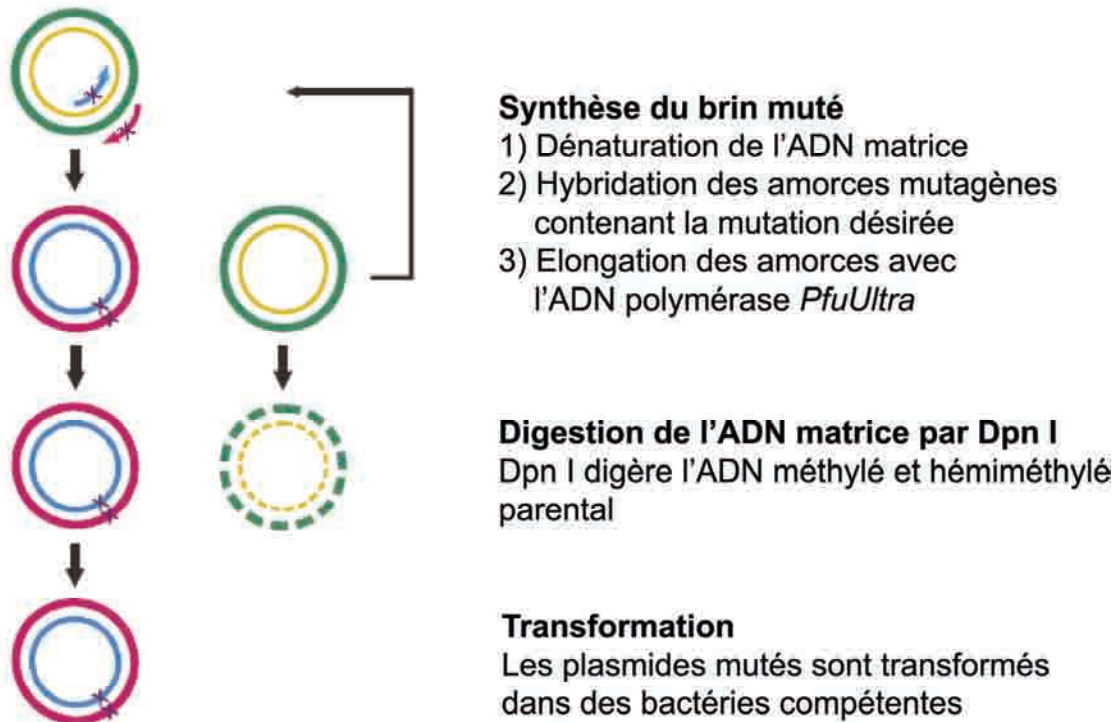 Synthèse du brin muté
1) Dénaturation de l’ADN matrice
2) Hybridation des amorces mutagènes
contenant la mutation désirée
3) Elongation des amorces avec
l’ADN polymérase PfuUltra
Digestion de l’ADN matrice par Dpn I
Dpn I digère l’ADN méthylé et hémiméthylé
parental
Transformation
Les plasmides mutés sont transformés
dans des bactéries compétentes